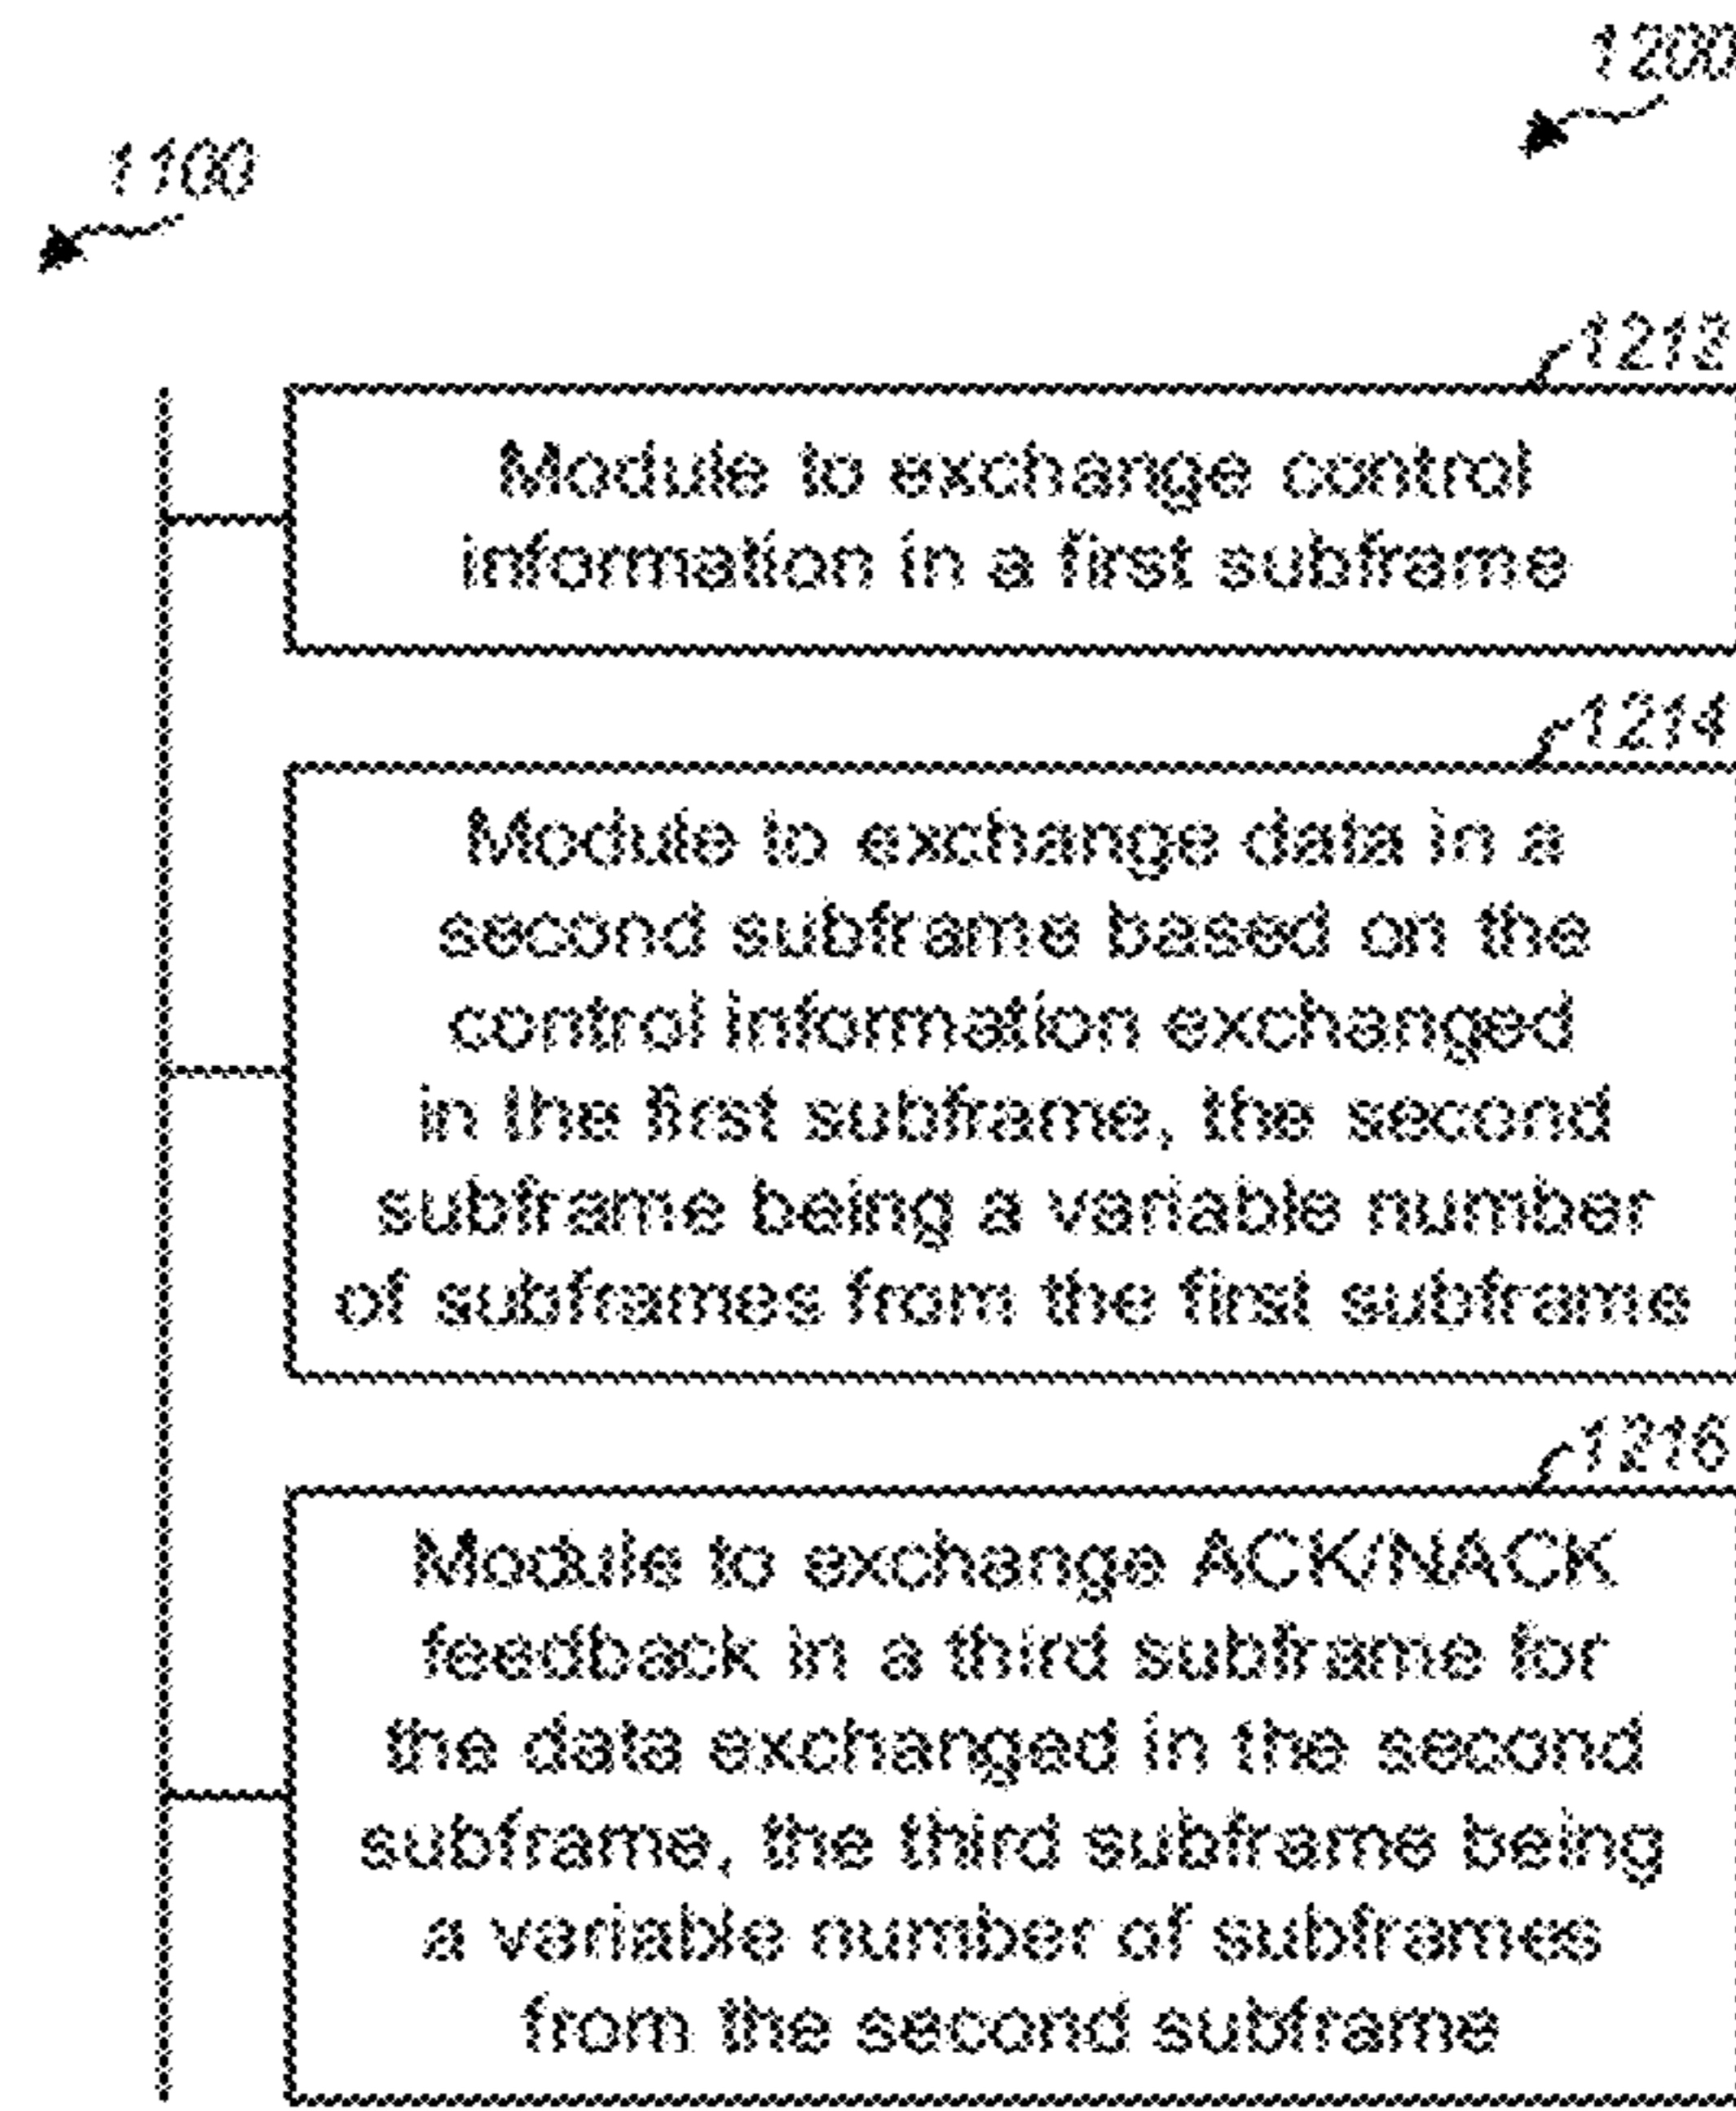 1200
1100
Module to exchange control
information in a first subframe
1214
Module to exchange data in a
second subframe based on the
control information exchanged
in the first subframe, the second
subframe being a variable number
of subframes from the first subframe
1216
Module to exchange ACK/NACK
feedback in a third subframe for
the data exchanged in the second
subframe, the third subframe being
a variable number of subframes
from the second subframe